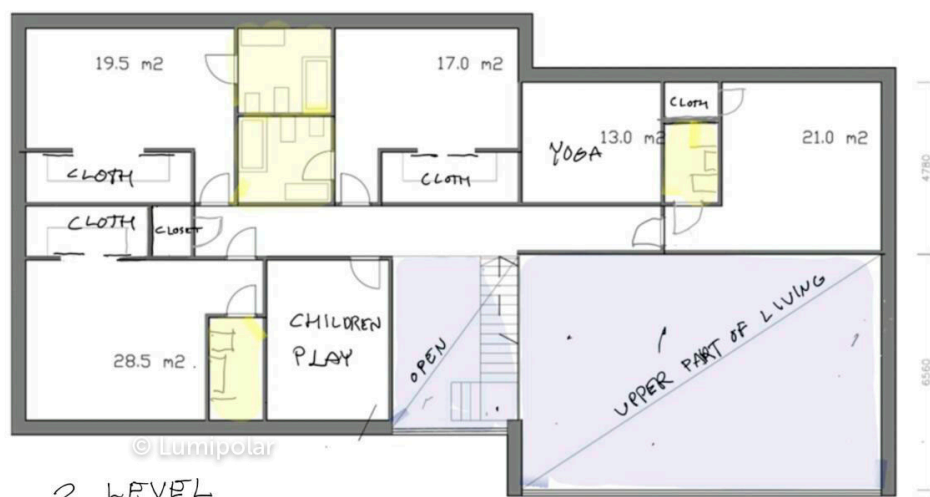 19.5 m2
17.0 m2
CLOTH
13.0 m2
21.0 m2
4780
YOGA
CLOTH
CLOTH
CLOTH
CLOSET
CHILDREN
PLAY
OPEN
UPPER PART OF LIVING
28.5 m2
6560
© Lumipolar
2 LEVEL